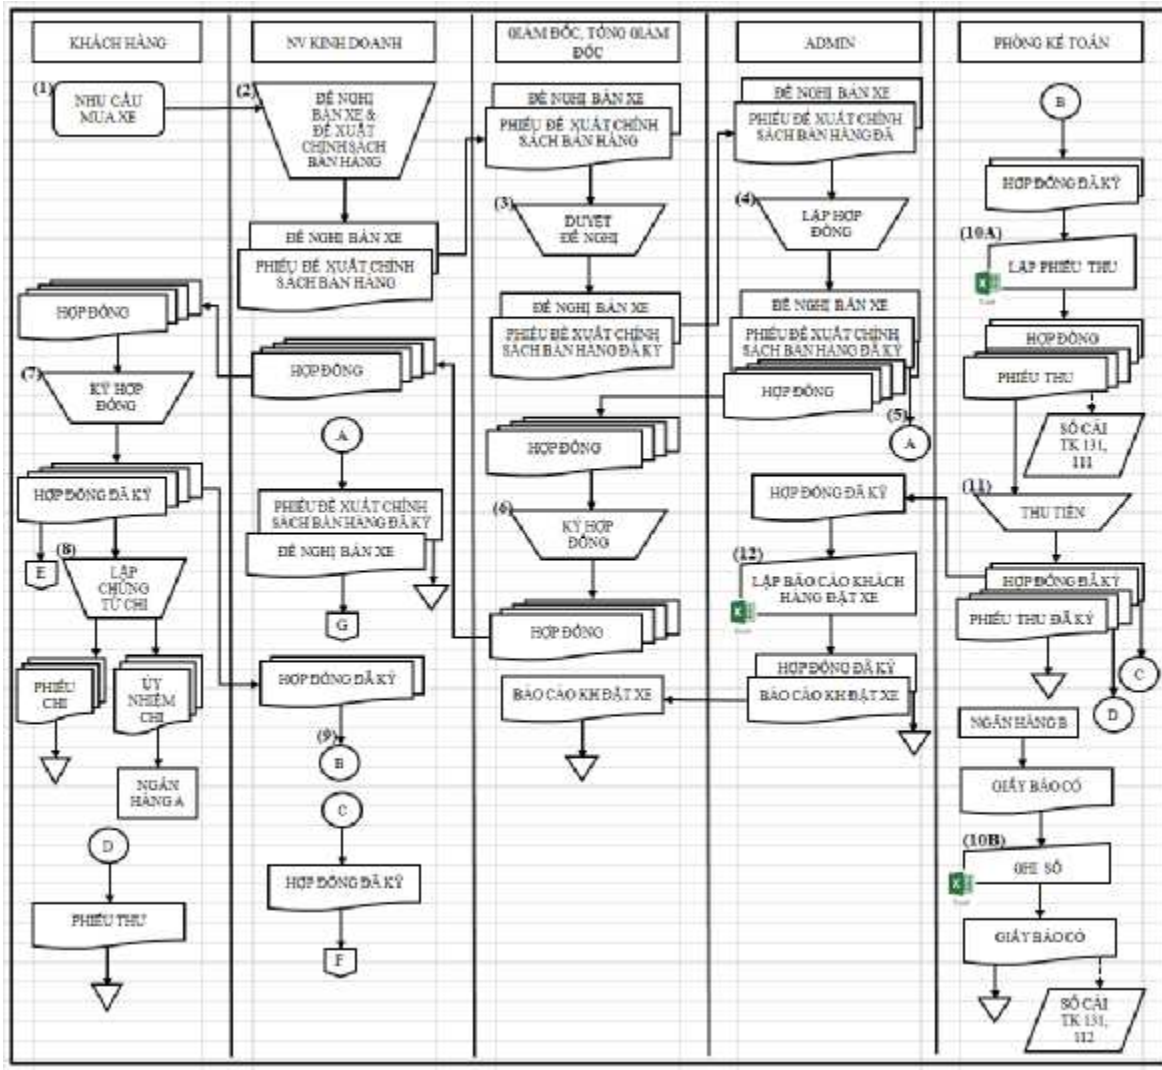 KHÁCH HÀNG
(1)
NHU CẦU
MUA XE
HỢP ĐỒNG
(7)
KÝ HỢP
ĐỒNG
HỢP ĐỒNG ĐÃ KÝ
E
(8)
LẬP
CHỨNG
TỪ CHI
PHIẾU
CHI
ỦY
NHIỆM
CHI
NGÂN
HÀNG A
D
PHIẾU THU
NV KINH DOANH
(2)
ĐỀ NGHỊ
BÁN XE &
ĐỀ XUẤT
CHÍNH SÁCH
BÁN HÀNG
ĐỀ NGHỊ BÁN XE
PHIẾU ĐỀ XUẤT CHÍNH
SÁCH BÁN HÀNG
HỢP ĐỒNG
A
PHIẾU ĐỀ XUẤT CHÍNH
SÁCH BÁN HÀNG ĐÃ KÝ
ĐỀ NGHỊ BÁN XE
G
HỢP ĐỒNG ĐÃ KÝ
(9)
B
C
HỢP ĐỒNG ĐÃ KÝ
F
GIÁM ĐỐC, TỔNG GIÁM
ĐỐC
ĐỀ NGHỊ BÁN XE
PHIẾU ĐỀ XUẤT CHÍNH
SÁCH BÁN HÀNG
(3)
DUYỆT
ĐỀ NGHỊ
ĐỀ NGHỊ BÁN XE
PHIẾU ĐỀ XUẤT CHÍNH
SÁCH BÁN HÀNG ĐÃ KÝ
HỢP ĐỒNG
(6)
KÝ HỢP
ĐỒNG
HỢP ĐỒNG
BÁO CÁO KH ĐẶT XE
ADMIN
ĐỀ NGHỊ BÁN XE
PHIẾU ĐỀ XUẤT CHÍNH
SÁCH BÁN HÀNG ĐÃ
(4)
LẬP HỢP
ĐỒNG
ĐỀ NGHỊ BÁN XE
PHIẾU ĐỀ XUẤT CHÍNH
SÁCH BÁN HÀNG ĐÃ KÝ
HỢP ĐỒNG
(5)
A
HỢP ĐỒNG ĐÃ KÝ
(12)
LẬP BÁO CÁO KHÁCH
HÀNG ĐẶT XE
HỢP ĐỒNG ĐÃ KÝ
BÁO CÁO KH ĐẶT XE
PHÒNG KẾ TOÁN
B
HỢP ĐỒNG ĐÃ KÝ
(10A)
LẬP PHIẾU THU
HỢP ĐỒNG
PHIẾU THU
SỔ CÁI
TK 131,
111
(11)
THU TIỀN
HỢP ĐỒNG ĐÃ KÝ
PHIẾU THU ĐÃ KÝ
C
D
NGÂN HÀNG B
GIẤY BÁO CÓ
(10B)
GHI SỔ
GIẤY BÁO CÓ
SỔ CÁI
TK 131,
112